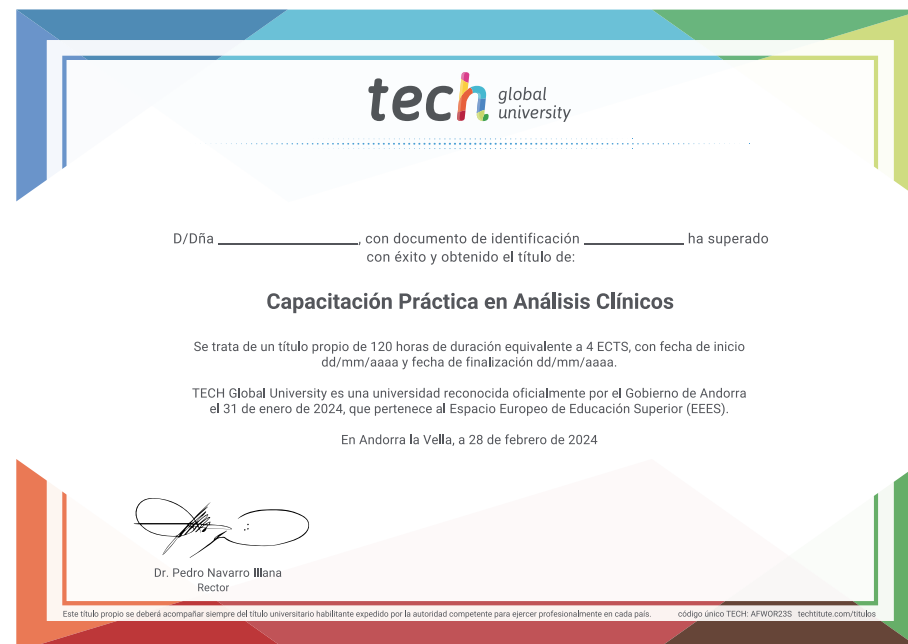 tech global
university
D/Dña ____________________, con documento de identificación ______________ ha superado
con éxito y obtenido el título de:
Capacitación Práctica en Análisis Clínicos
Se trata de un título propio de 120 horas de duración equivalente a 4 ECTS, con fecha de inicio
dd/mm/aaaa y fecha de finalización dd/mm/aaaa.
TECH Global University es una universidad reconocida oficialmente por el Gobierno de Andorra
el 31 de enero de 2024, que pertenece al Espacio Europeo de Educación Superior (EEES).
En Andorra la Vella, a 28 de febrero de 2024
Dr. Pedro Navarro Illana
Rector
Este título propio se deberá acompañar siempre del título universitario habilitante expedido por la autoridad competente para ejercer profesionalmente en cada país. código único TECH: AFWOR23S techtitute.com/titulos